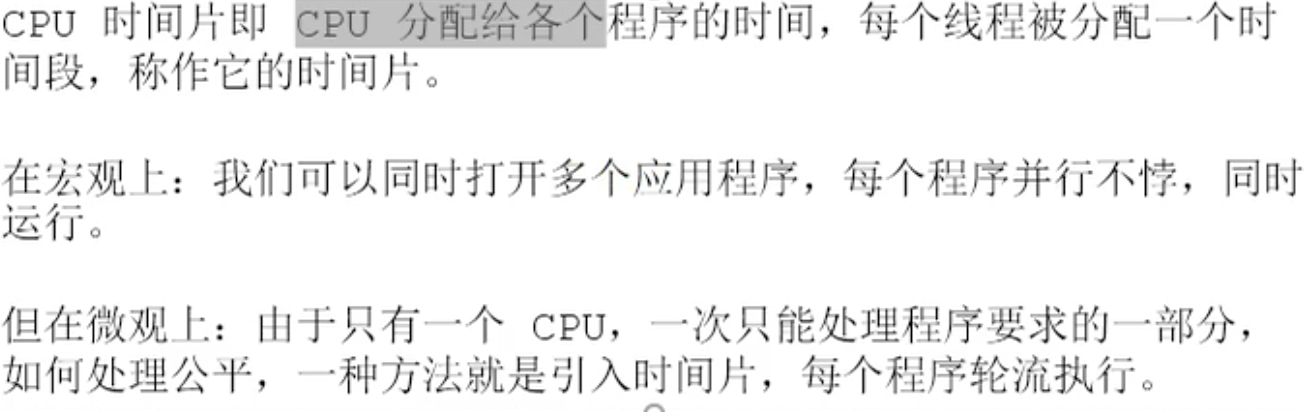 CPU 时间片即 CPU 分配给各个程序的时间，每个线程被分配一个时
间段，称作它的时间片。
在宏观上：我们可以同时打开多个应用程序，每个程序并行不悖，同时
运行。
但在微观上：由于只有一个 CPU，一次只能处理程序要求的一部分，
如何处理公平，一种方法就是引入时间片，每个程序轮流执行。